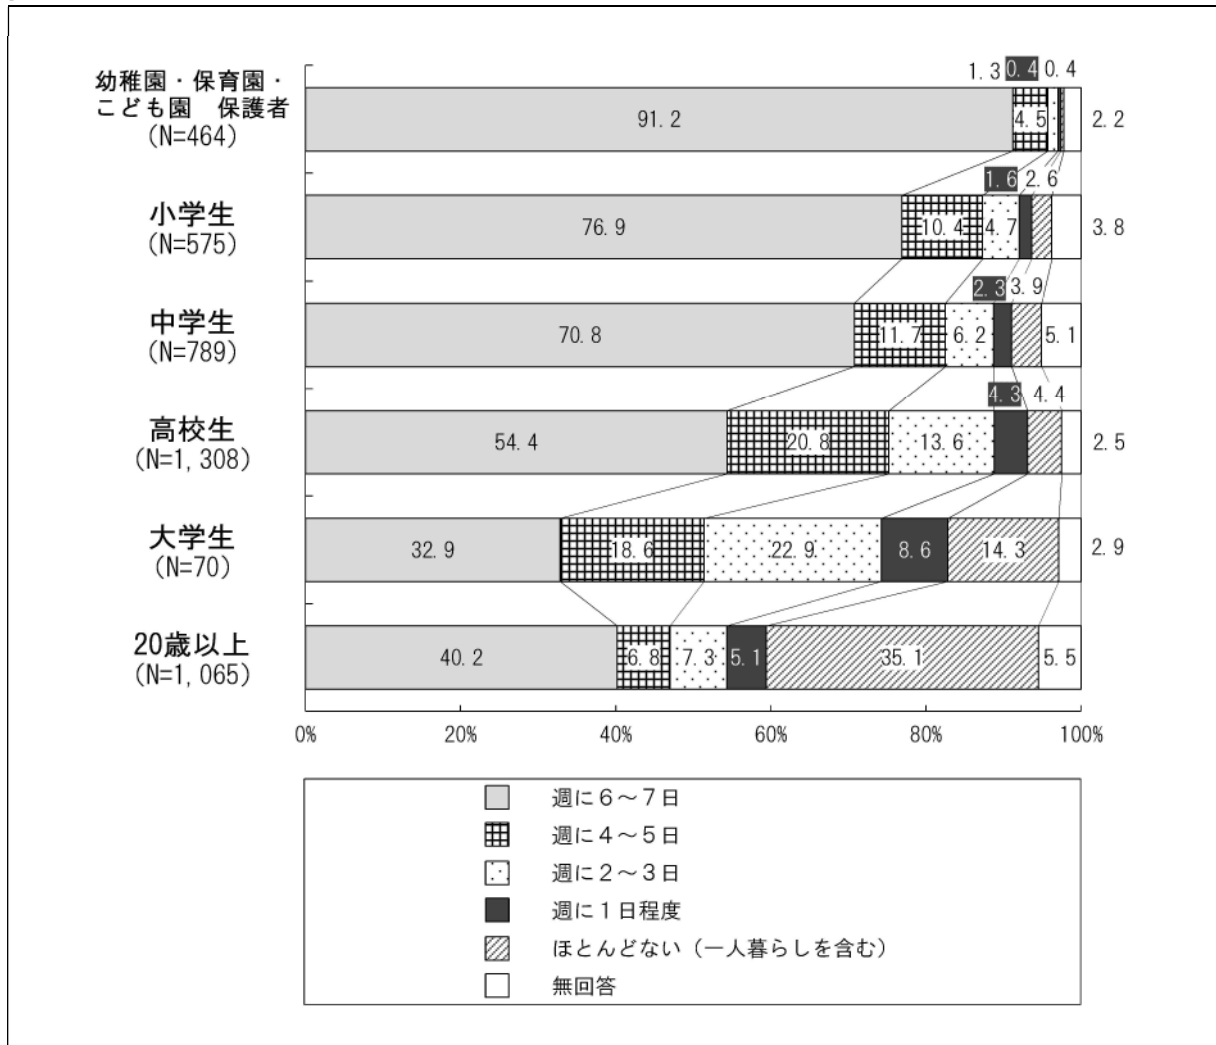 1.3 0.4 0.4
幼稚園・保育園・
こども園 保護者
(N=464)
91.2 4.5 2.2
1.6 2.6
小学生
(N=575)
76.9 10.4 4.7 3.8
2.3 3.9
中学生
(N=789)
70.8 11.7 6.2 5.1
4.3 4.4
高校生
(N=1,308)
54.4 20.8 13.6 2.5
大学生
(N=70)
32.9 18.6 22.9 8.6 14.3 2.9
20歳以上
(N=1,065)
40.2 6.8 7.3 5.1 35.1 5.5
0% 20% 40% 60% 80% 100%
週に6~7日
週に4~5日
週に2~3日
週に1日程度
ほとんどない(一人暮らしを含む)
無回答